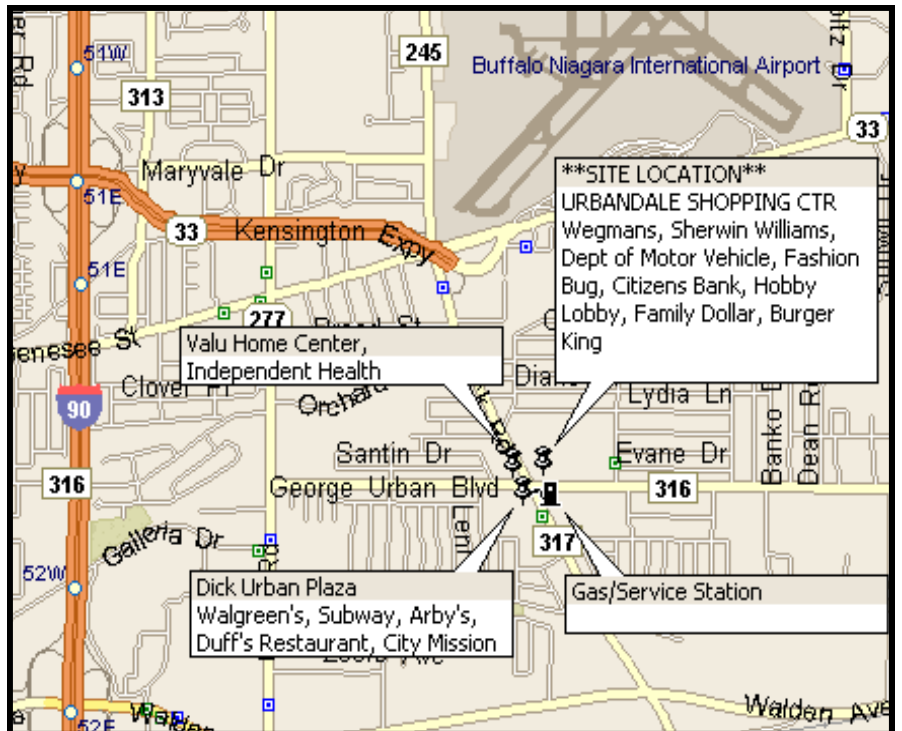 51W
245
Buffalo Niagara International Airport
313
33
Maryvale Dr
51E
33
Kensington Expy
**SITE LOCATION**
URBANDALE SHOPPING CTR
Wegmans, Sherwin Williams,
Dept of Motor Vehicle, Fashion
Bug, Citizens Bank, Hobby
Lobby, Family Dollar, Burger
King
51E
277
Valu Home Center,
Independent Health
Clover
90
Lydia Ln
Santin Dr
Evane Dr
316
George Urban Blvd
316
Galleria Dr
317
52W
Dick Urban Plaza
Walgreen's, Subway, Arby's,
Duff's Restaurant, City Mission
Gas/Service Station
Walden Ave
52E